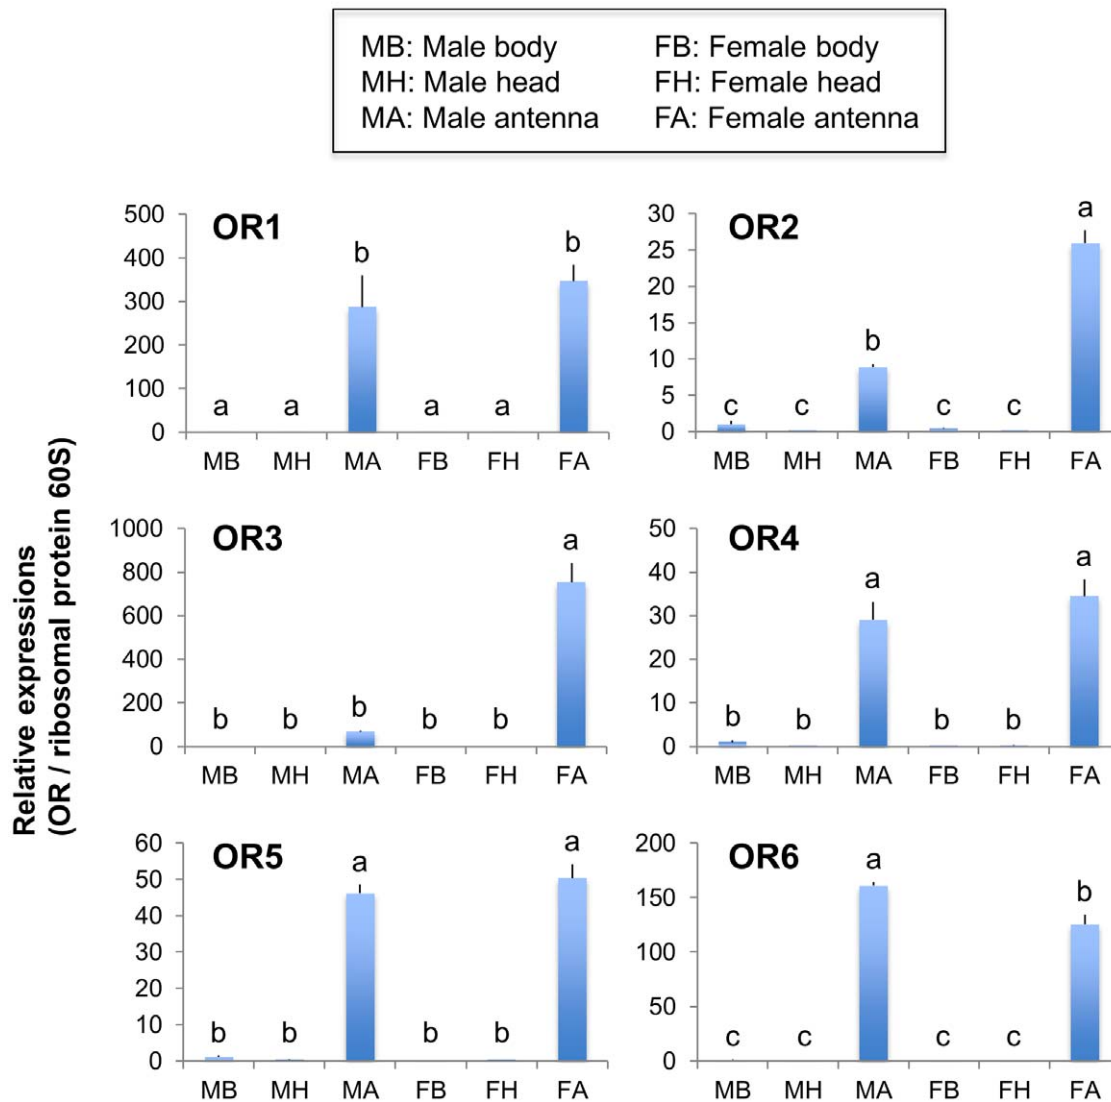 MB: Male body FB: Female body
MH: Male head FH: Female head
MA: Male antenna FA: Female antenna
Relative expressions
(OR / ribosomal protein 60S)
OR1
500
400
300
200
100
0
a a b a a b
MB MH MA FB FH FA
OR2
30
25
20
15
10
5
0
c c b c c a
MB MH MA FB FH FA
OR3
1000
800
600
400
200
0
b b b b b a
MB MH MA FB FH FA
OR4
50
40
30
20
10
0
b b a b b a
MB MH MA FB FH FA
OR5
60
50
40
30
20
10
0
b b a b b a
MB MH MA FB FH FA
OR6
200
150
100
50
0
c c a c c b
MB MH MA FB FH FA